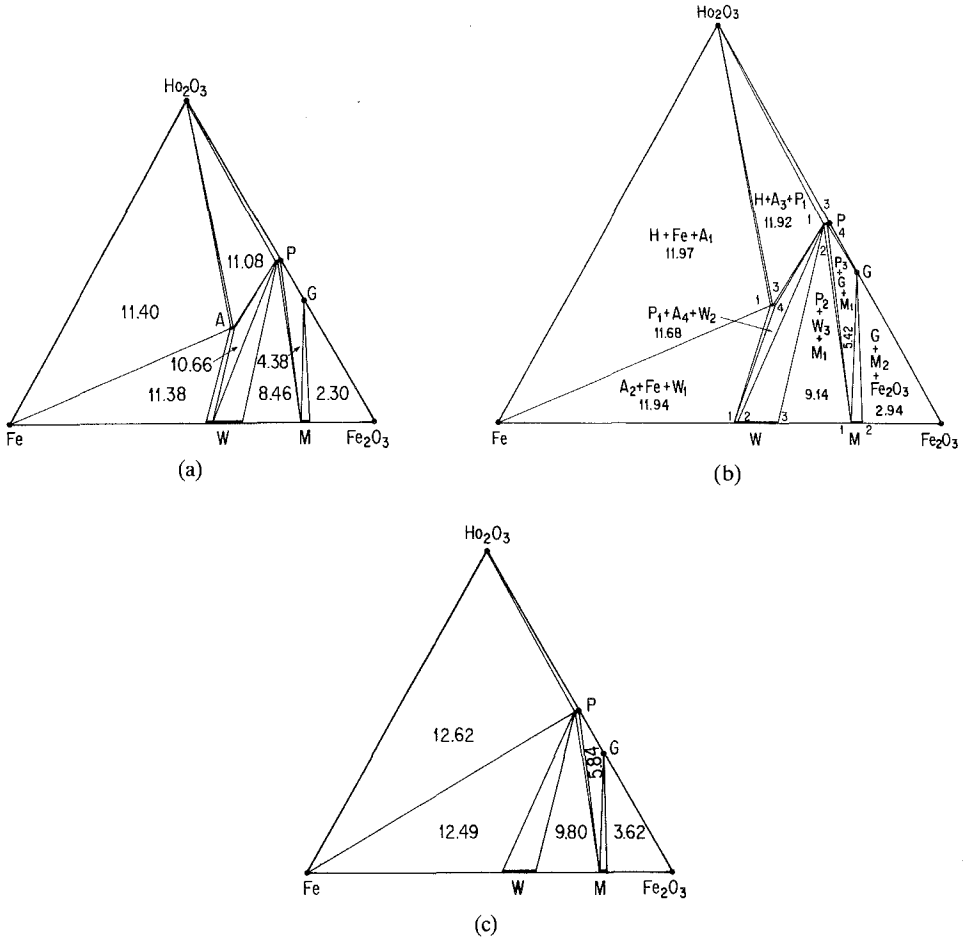 Ho2O3
11.08
P
11.40
A
G
10.66
4.38
11.38
8.46
2.30
Fe
W
M
Fe2O3
(a)
Ho2O3
H+A3+P1
11.92
1
3
P
4
2
H+Fe+A1
11.97
P3
+
G
+
M1
G
1
3
4
P1+A4+W2
11.68
P2
+
W3
+
M1
5.42
G
+
M2
+
Fe2O3
A2+Fe+W1
11.94
9.14
2.94
1
2
3
1
2
Fe
W
M
Fe2O3
(b)
Ho2O3
P
12.62
5.84
G
12.49
9.80
3.62
Fe
W
M
Fe2O3
(c)